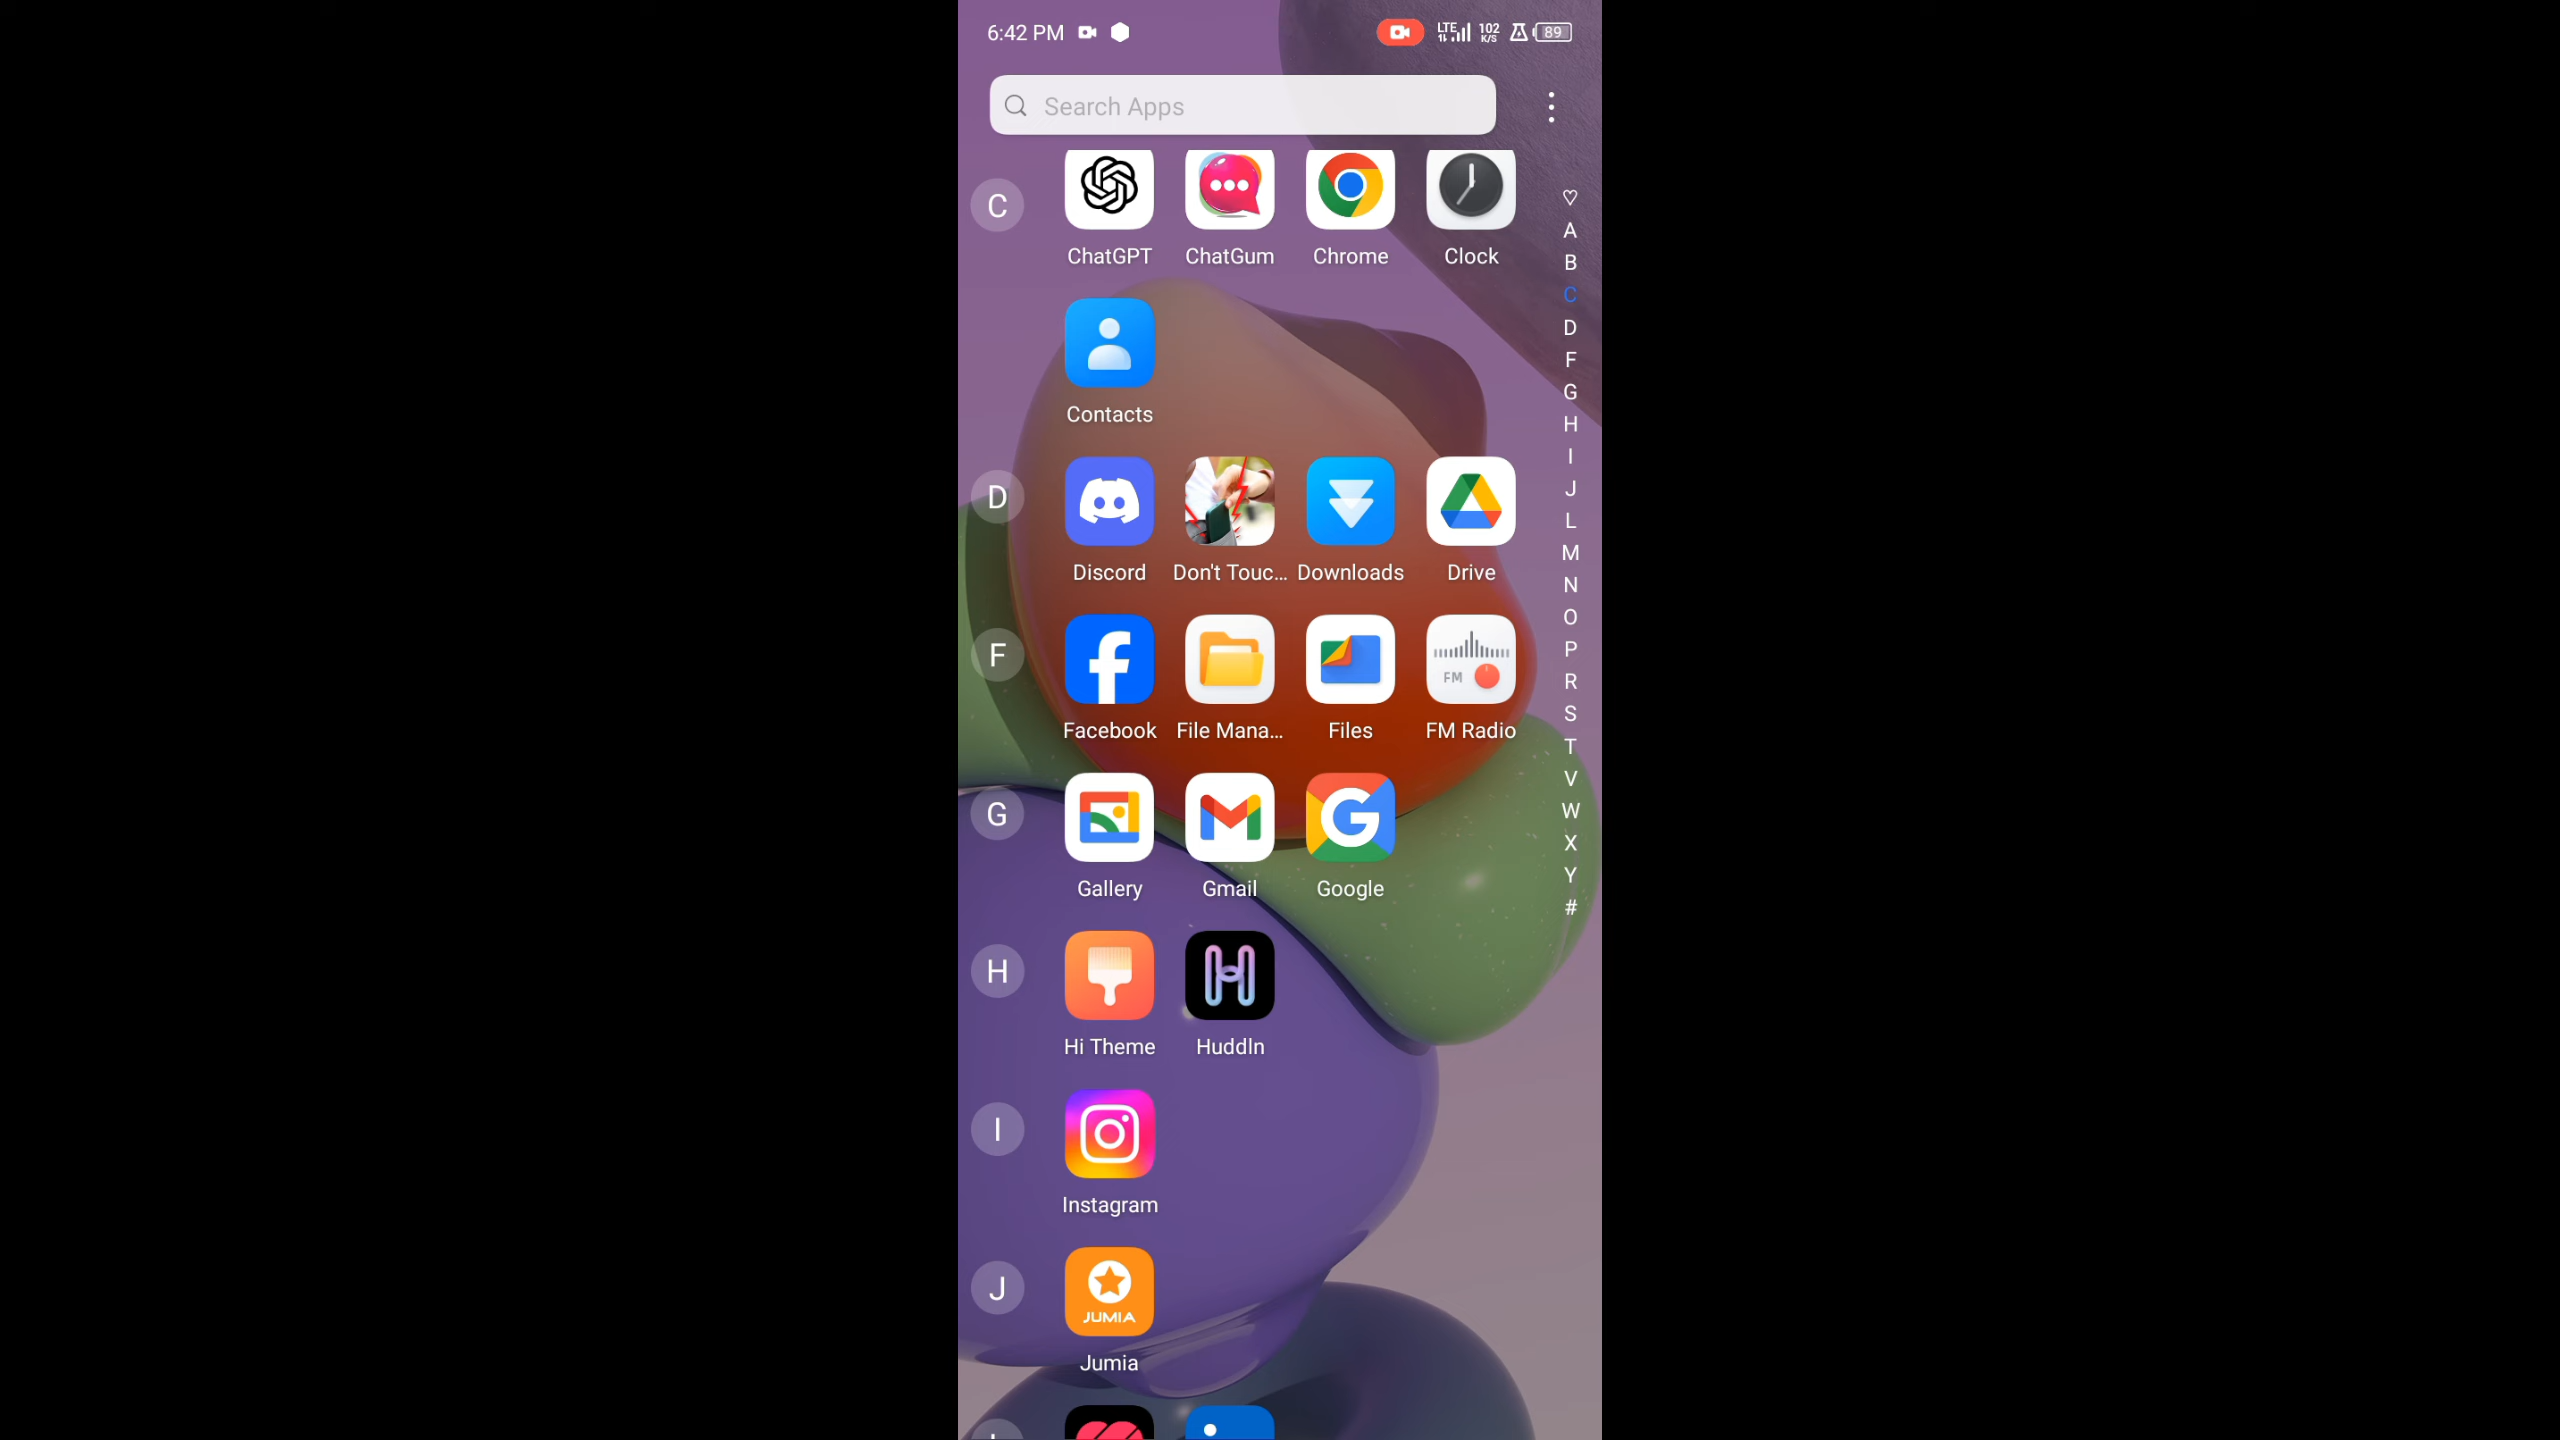 6:42 PM LTE 102 K/S 89
Search Apps
C
ChatGPT ChatGum Chrome Clock
Contacts
D
Discord Don't Touc... Downloads Drive
F
FM
Facebook File Mana... Files FM Radio
G
Gallery Gmail Google
H
Hi Theme Huddln
I
Instagram
J
JUMIA
Jumia
A
B
C
D
F
G
H
I
J
L
M
N
O
P
R
S
T
V
W
X
Y
#